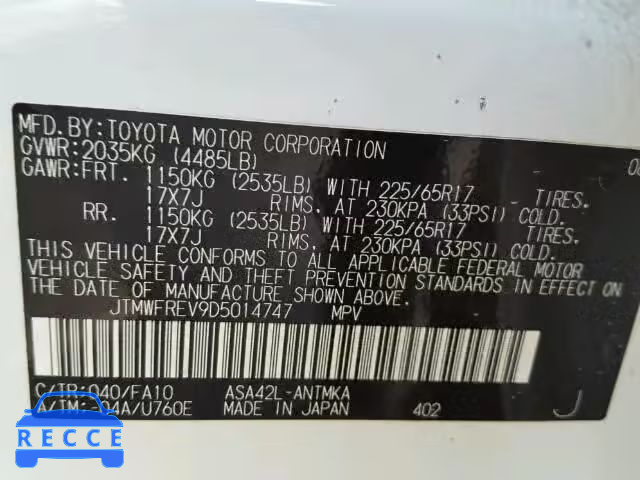 MFD.BY:TOYOTA MOTOR CORPORATION
GVWR:2035KG (4485LB)
GAWR:FRT. 1150KG (2535LB) WITH 225/65R17 TIRES.
17X7J RIMS, AT 230KPA (33PSI) COLD.
RR. 1150KG (2535LB) WITH 225/65R17 TIRES.
17X7J RIMS, AT 230KPA (33PSI) COLD.
THIS VEHICLE CONFORMS TO ALL APPLICABLE FEDERAL MOTOR
VEHICLE SAFETY AND THEFT PREVENTION STANDARDS IN EFFECT ON
THE DATE OF MANUFACTURE SHOWN ABOVE.
JTMWFREV9D5014747 MPV
C/TR:040/FA10 ASA42L-ANTMKA
A/TM:-04A/U760E MADE IN JAPAN 402 J
RECCE